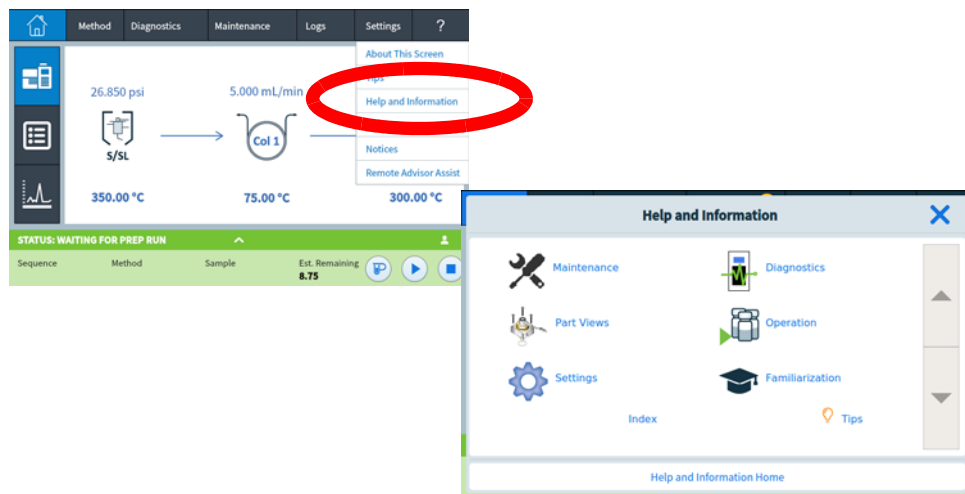 Method Diagnostics Maintenance Logs Settings ?
About This Screen
Tips
Help and Information
Notices
Remote Advisor Assist
26.850 psi 5.000 mL/min
Col 1
S/SL
350.00 °C 75.00 °C 300.00 °C
STATUS: WAITING FOR PREP RUN
Sequence Method Sample Est. Remaining
8.75
Help and Information
Maintenance Diagnostics
Part Views Operation
Settings Familiarization
Index Tips
Help and Information Home